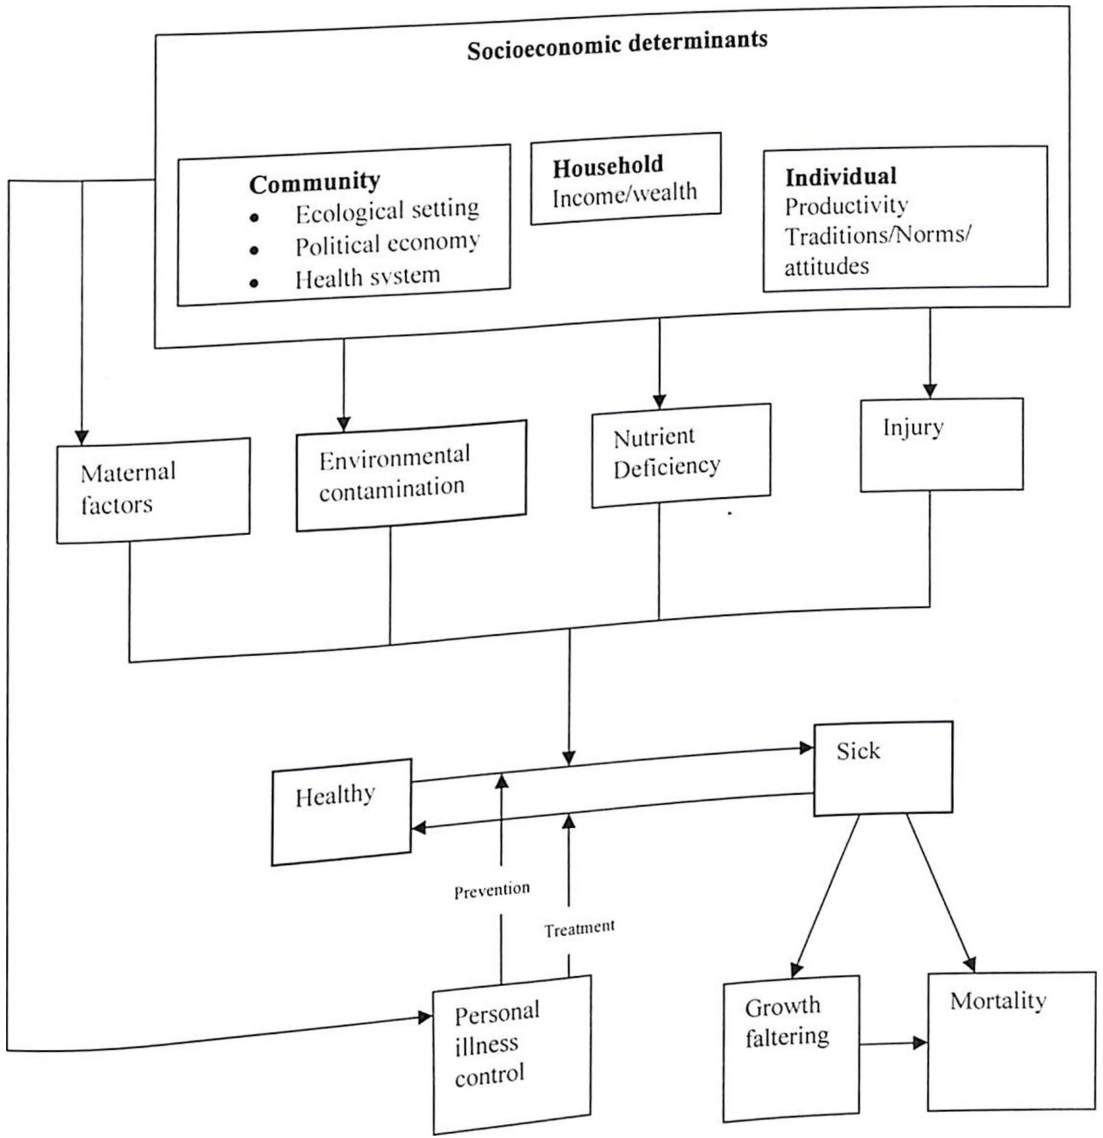 Socioeconomic determinants
Community
• Ecological setting
• Political economy
• Health system
Household
Income/wealth
Individual
Productivity
Traditions/Norms/
attitudes
Maternal
factors
Environmental
contamination
Nutrient
Deficiency
Injury
Healthy
Sick
Prevention
Treatment
Personal
illness
control
Growth
faltering
Mortality